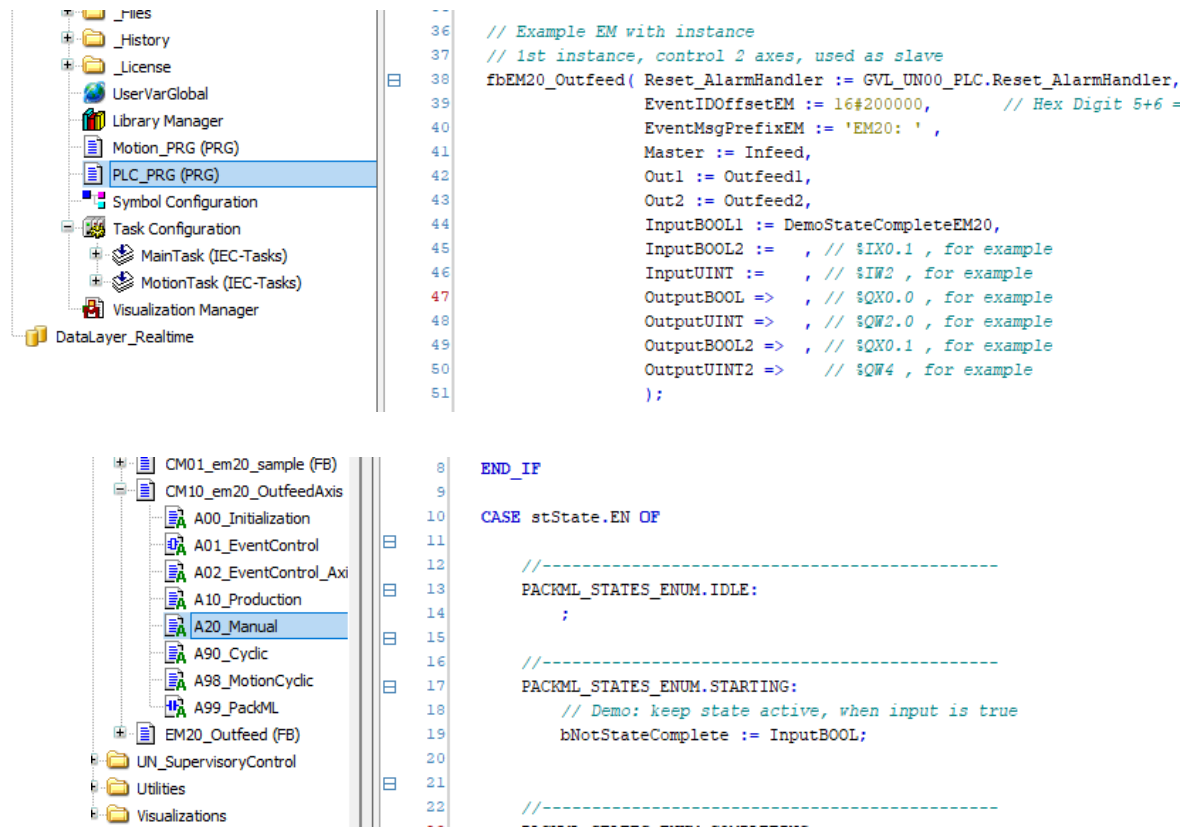 _Files
_History
_License
UserVarGlobal
Library Manager
Motion_PRG (PRG)
PLC_PRG (PRG)
Symbol Configuration
Task Configuration
MainTask (IEC-Tasks)
MotionTask (IEC-Tasks)
Visualization Manager
DataLayer_Realtime
36 // Example EM with instance
37 // 1st instance, control 2 axes, used as slave
38 fbEM20_Outfeed( Reset_AlarmHandler := GVL_UN00_PLC.Reset_AlarmHandler,
39 EventIDOffsetEM := 16#200000, // Hex Digit 5+6 =
40 EventMsgPrefixEM := 'EM20: ' ,
41 Master := Infeed,
42 Out1 := Outfeed1,
43 Out2 := Outfeed2,
44 InputBOOL1 := DemoStateCompleteEM20,
45 InputBOOL2 := , // %IX0.1 , for example
46 InputUINT := , // %IW2 , for example
47 OutputBOOL => , // %QX0.0 , for example
48 OutputUINT => , // %QW2.0 , for example
49 OutputBOOL2 => , // %QX0.1 , for example
50 OutputUINT2 => // %QW4 , for example
51 );
CM01_em20_sample (FB)
CM10_em20_OutfeedAxis
A00_Initialization
A01_EventControl
A02_EventControl_Axi
A10_Production
A20_Manual
A90_Cyclic
A98_MotionCyclic
A99_PackML
EM20_Outfeed (FB)
UN_SupervisoryControl
Utilities
Visualizations
8 END_IF
9
10 CASE stState.EN OF
11
12 //----------------------------------------------
13 PACKML_STATES_ENUM.IDLE:
14 ;
15
16 //----------------------------------------------
17 PACKML_STATES_ENUM.STARTING:
18 // Demo: keep state active, when input is true
19 bNotStateComplete := InputBOOL;
20
21
22 //----------------------------------------------